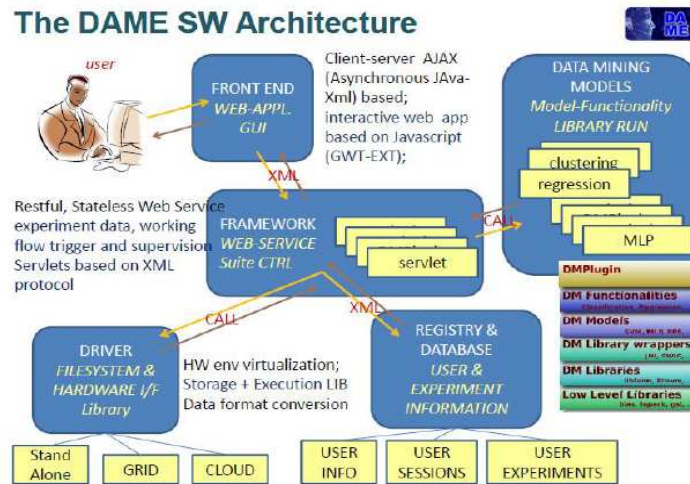 The DAME SW Architecture
DA
ME
user
FRONT END
WEB-APPL.
GUI
Client-server AJAX
(Asynchronous JAva-
Xml) based;
interactive web app
based on Javascript
(GWT-EXT);
DATA MINING
MODELS
Model-Functionality
LIBRARY RUN
clustering
regression
MLP
XML
CALL
Restful, Stateless Web Service
experiment data, working
flow trigger and supervision
Servlets based on XML
protocol
FRAMEWORK
WEB-SERVICE
Suite CTRL
servlet
CALL
XML
DMPlugin
DM Functionalities
Classification, Regression
DM Models
DM Library wrappers
DM Libraries
Low Level Libraries
DRIVER
FILESYSTEM &
HARDWARE I/F
Library
HW env virtualization;
Storage + Execution LIB
Data format conversion
REGISTRY &
DATABASE
USER &
EXPERIMENT
INFORMATION
Stand
Alone
GRID
CLOUD
USER
INFO
USER
SESSIONS
USER
EXPERIMENTS